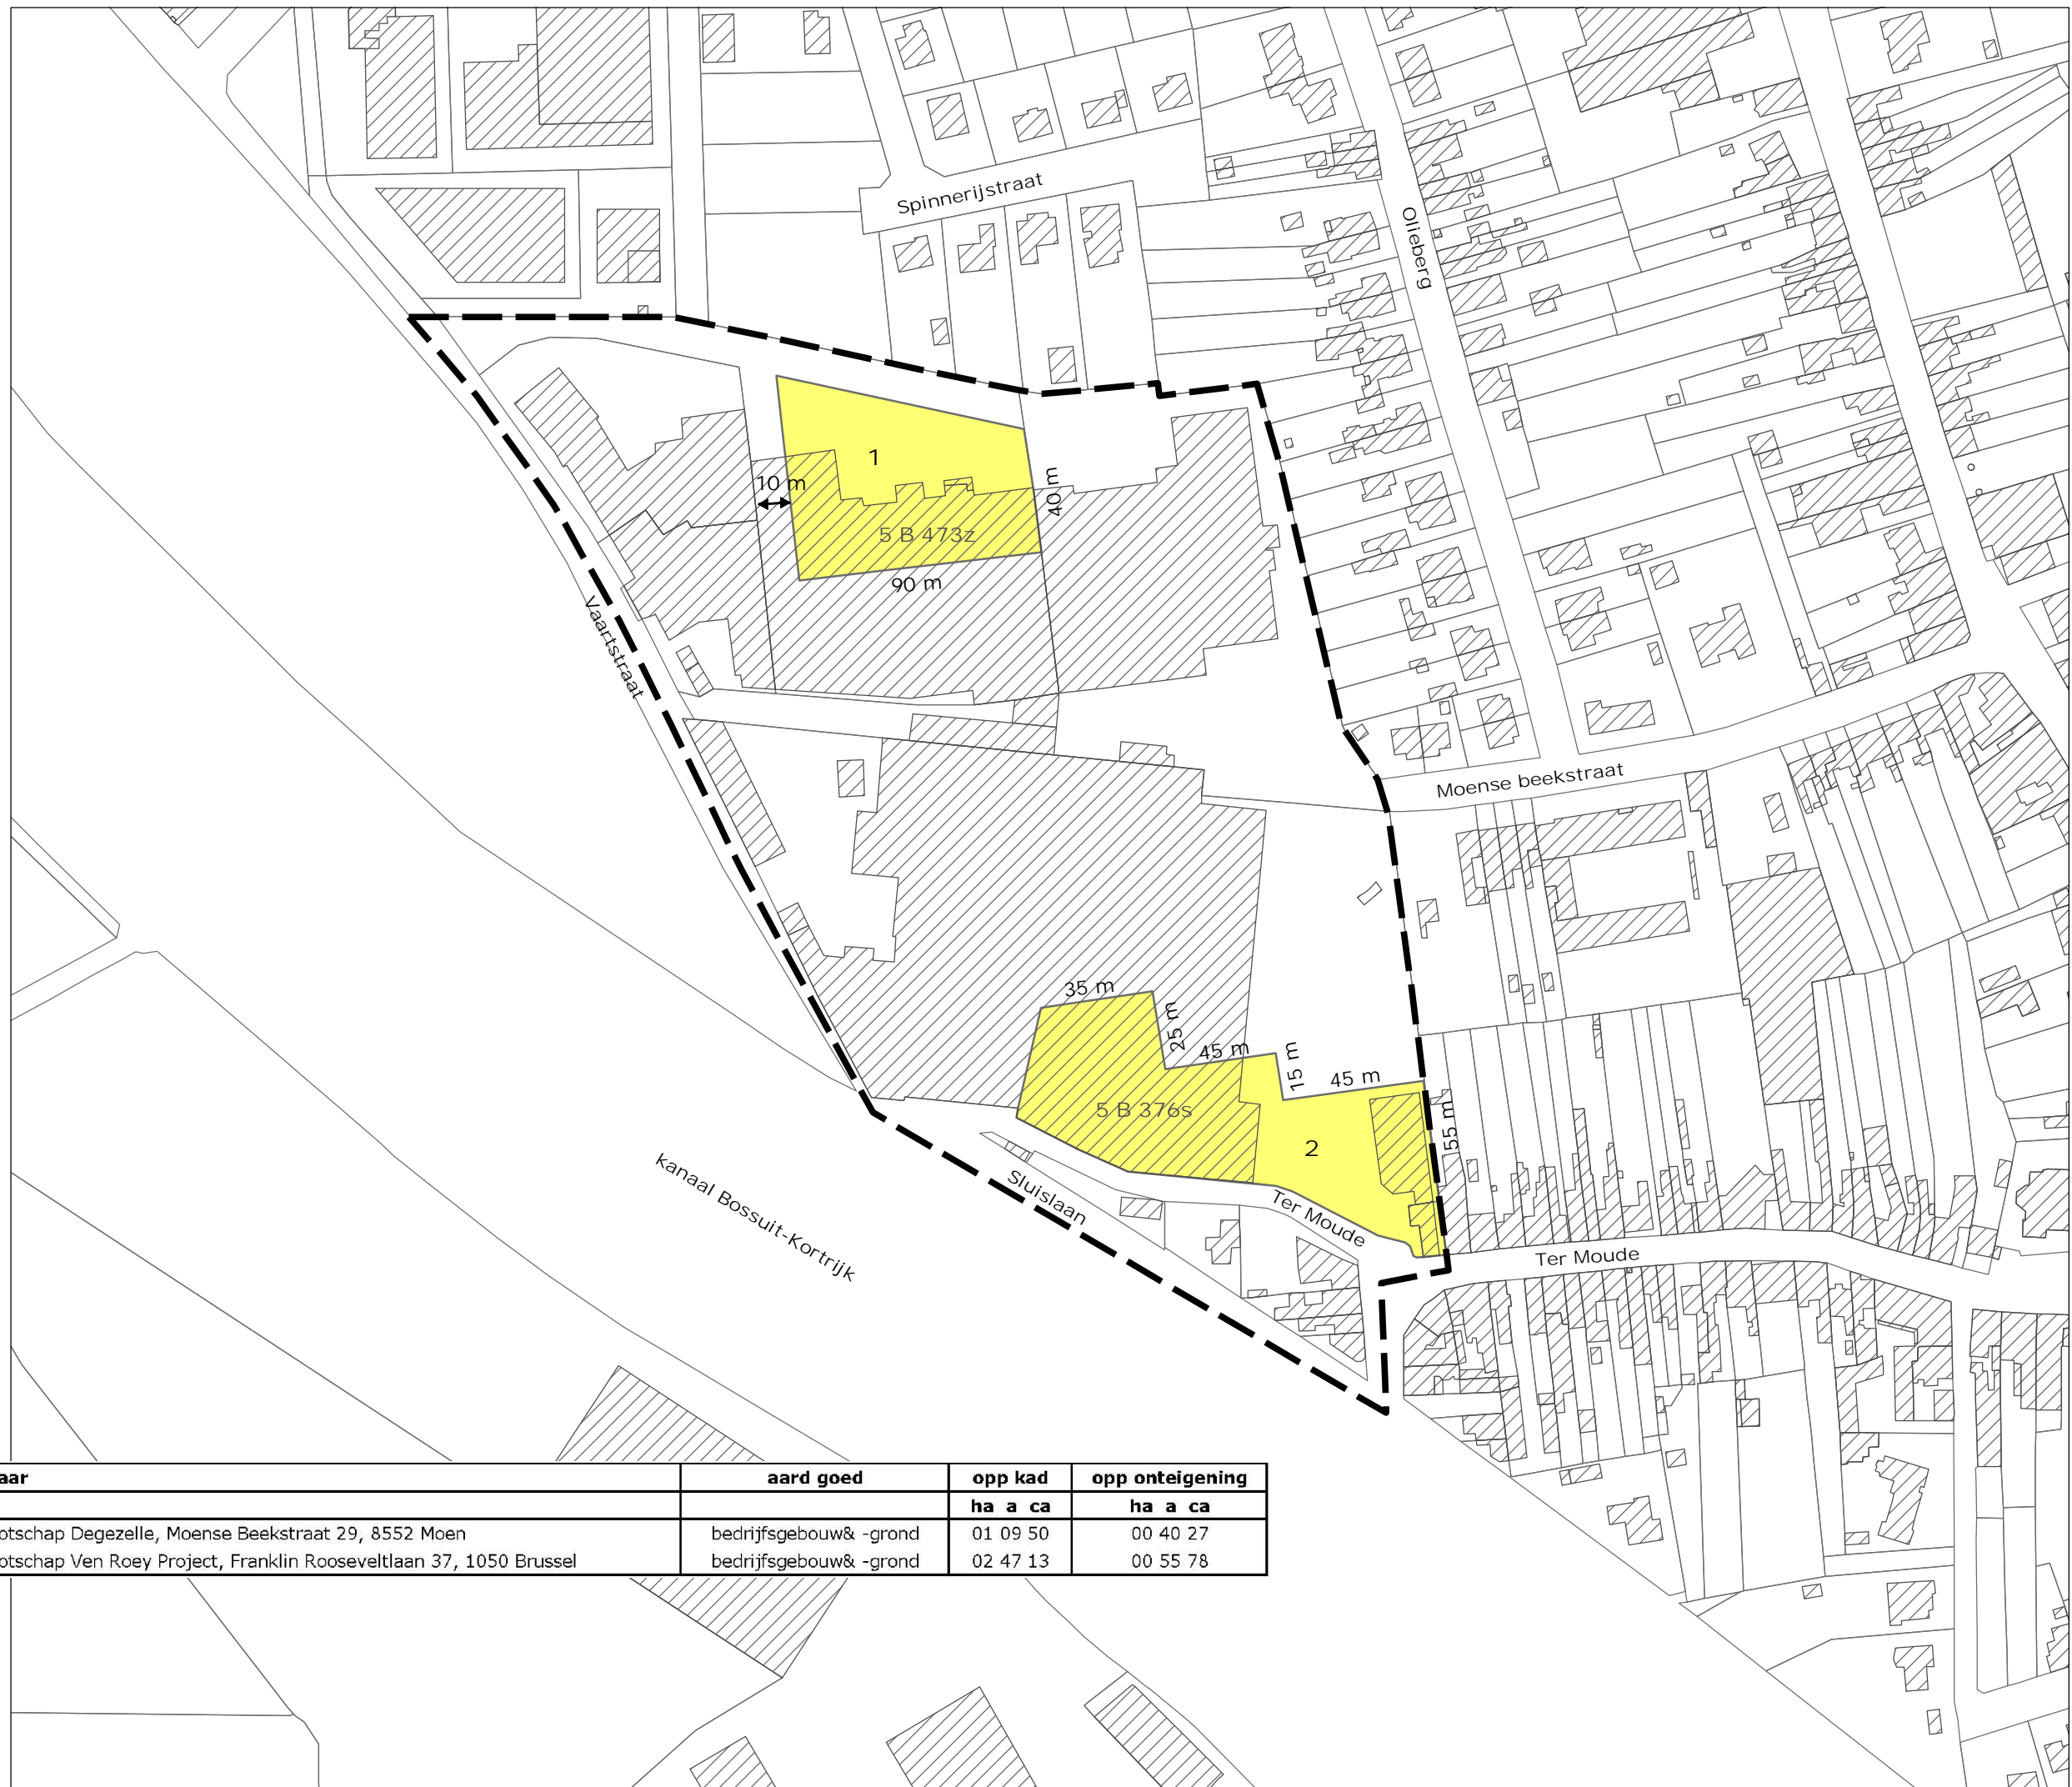 Spinnerijstraat
Olieberg
1
10 m
40 m
5 B 473z
90 m
Vaartstraat
Moense beekstraat
35 m
25 m
45 m
15 m
45 m
5 B 376s
55 m
2
kanaal Bossuit-Kortrijk
Sluislaan
Ter Moude
Ter Moude
aar aard goed opp kad opp onteigening
ha a ca ha a ca
otschap Degezelle, Moense Beekstraat 29, 8552 Moen bedrijfsgebouw& -grond 01 09 50 00 40 27
otschap Ven Roey Project, Franklin Rooseveltlaan 37, 1050 Brussel bedrijfsgebouw& -grond 02 47 13 00 55 78